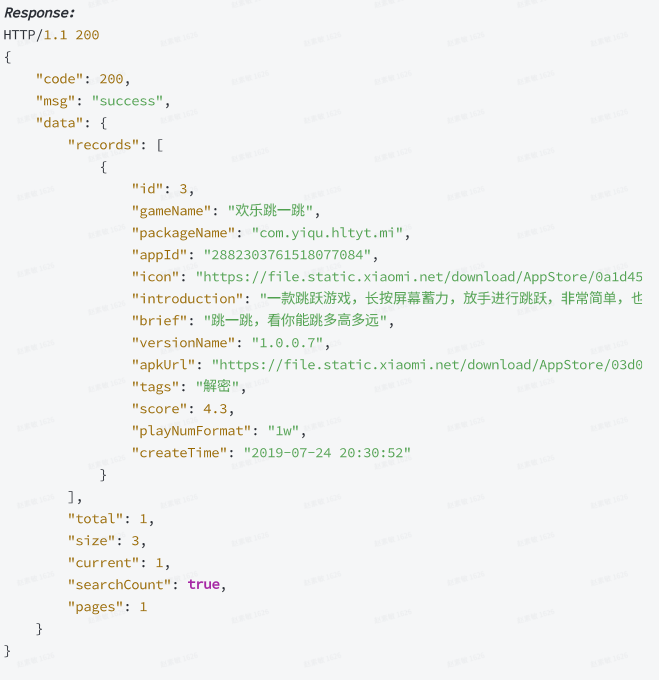 Response:
HTTP/1.1 200
{
    "code": 200,
    "msg": "success",
    "data": {
        "records": [
            {
                "id": 3,
                "gameName": "欢乐跳一跳",
                "packageName": "com.yiqu.hltyt.mi",
                "appId": "2882303761518077084",
                "icon": "https://file.static.xiaomi.net/download/AppStore/0a1d45
                "introduction": "一款跳跃游戏，长按屏幕蓄力，放手进行跳跃，非常简单，也
                "brief": "跳一跳，看你能跳多高多远",
                "versionName": "1.0.0.7",
                "apkUrl": "https://file.static.xiaomi.net/download/AppStore/03d0
                "tags": "解密",
                "score": 4.3,
                "playNumFormat": "1w",
                "createTime": "2019-07-24 20:30:52"
            }
        ],
        "total": 1,
        "size": 3,
        "current": 1,
        "searchCount": true,
        "pages": 1
    }
}